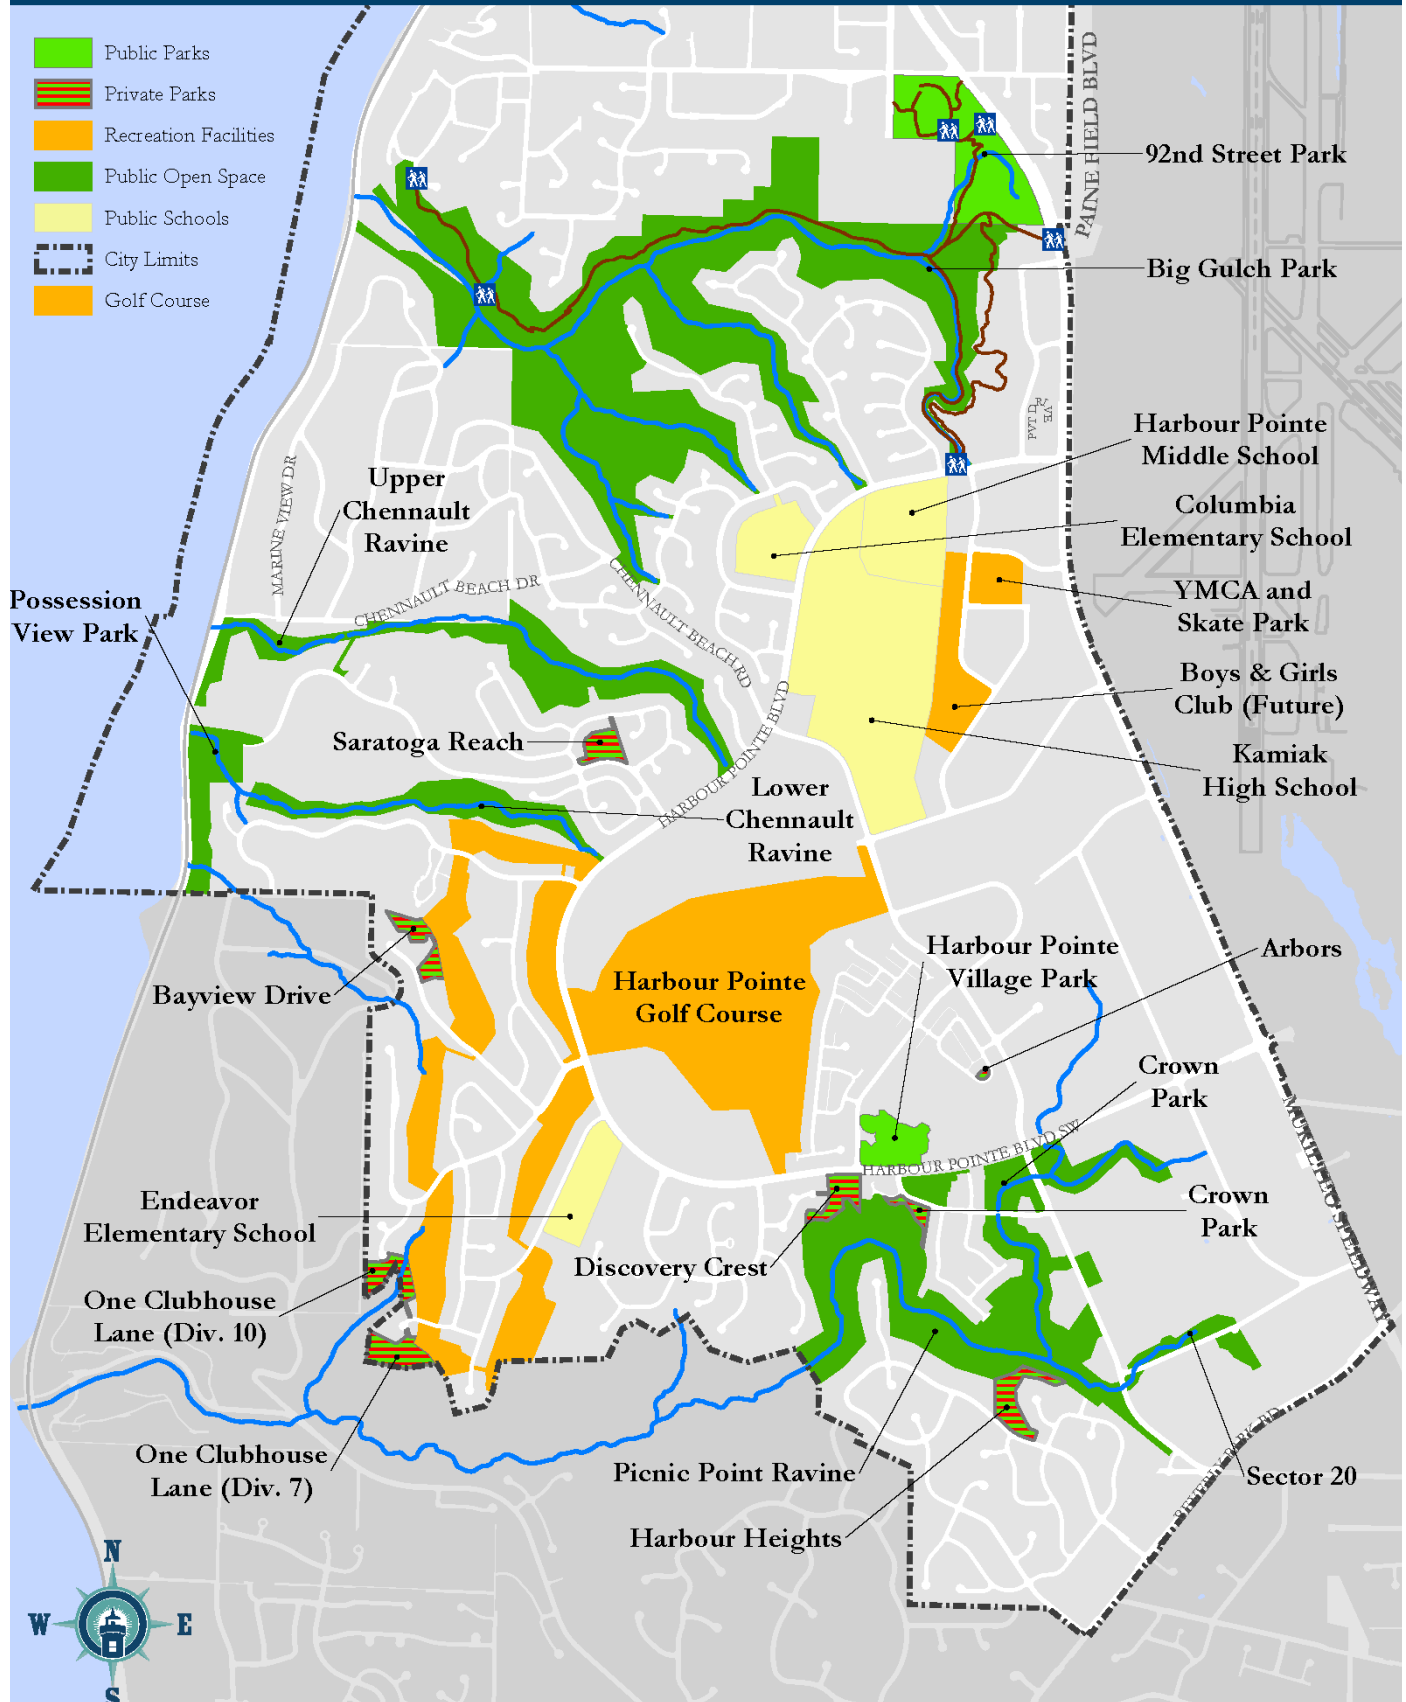 Public Parks
Private Parks
Recreation Facilities
Public Open Space
Public Schools
City Limits
Golf Course
PAINE FIELD BLVD
92nd Street Park
Big Gulch Park
Harbour Pointe
Middle School
Columbia
Elementary School
YMCA and
Skate Park
Boys & Girls
Club (Future)
Kamiak
High School
MARINE VIEW DR
Upper
Chennault
Ravine
CHENNAULT BEACH DR
CHENNAULT BEACH RD
Possession
View Park
Saratoga Reach
HARBOUR POINTE BLVD
Lower
Chennault
Ravine
Bayview Drive
Harbour Pointe
Golf Course
Harbour Pointe
Village Park
Arbors
Crown
Park
HARBOUR POINTE BLVD SW
MUKILTEO SPEEDWAY
Crown
Park
Endeavor
Elementary School
Discovery Crest
One Clubhouse
Lane (Div. 10)
One Clubhouse
Lane (Div. 7)
Picnic Point Ravine
Harbour Heights
Sector 20
BEVERLY PARK RD
N
W
E
S